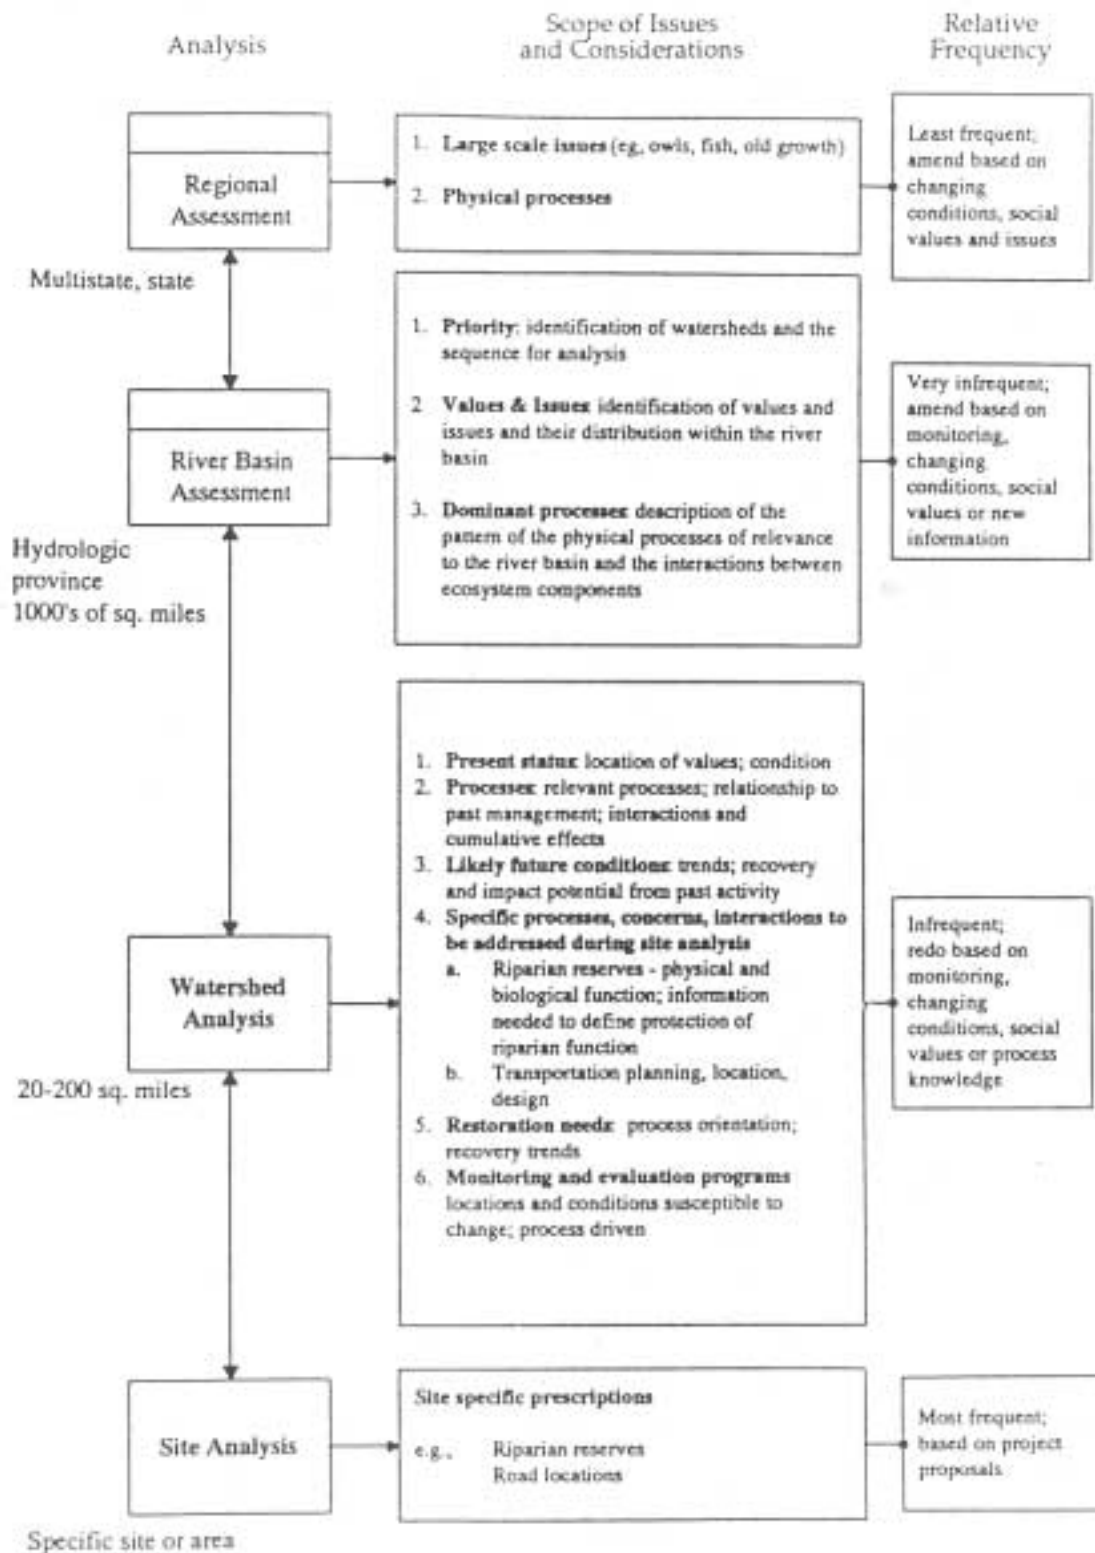 Analysis
Scope of Issues
and Considerations
Relative
Frequency
Regional
Assessment
Multistate, state
1. Large scale issues (eg, owls, fish, old growth)
2. Physical processes
Least frequent;
amend based on
changing
conditions, social
values and issues
River Basin
Assessment
Hydrologic
province
1000's of sq. miles
1. Priority: identification of watersheds and the
sequence for analysis
2 Values & Issues: identification of values and
issues and their distribution within the river
basin
3. Dominant processes: description of the
pattern of the physical processes of relevance
to the river basin and the interactions between
ecosystem components
Very infrequent;
amend based on
monitoring,
changing
conditions, social
values or new
information
Watershed
Analysis
20-200 sq. miles
1. Present status: location of values; condition
2. Processes: relevant processes; relationship to
past management; interactions and
cumulative effects
3. Likely future conditions: trends; recovery
and impact potential from past activity
4. Specific processes, concerns, interactions to
be addressed during site analysis
a. Riparian reserves - physical and
biological function; information
needed to define protection of
riparian function
b. Transportation planning, location,
design
5. Restoration needs: process orientation;
recovery trends
6. Monitoring and evaluation programs
locations and conditions susceptible to
change; process driven
Infrequent;
redo based on
monitoring,
changing
conditions, social
values or process
knowledge
Site Analysis
Specific site or area
Site specific prescriptions
e.g., Riparian reserves
Road locations
Most frequent;
based on project
proposals